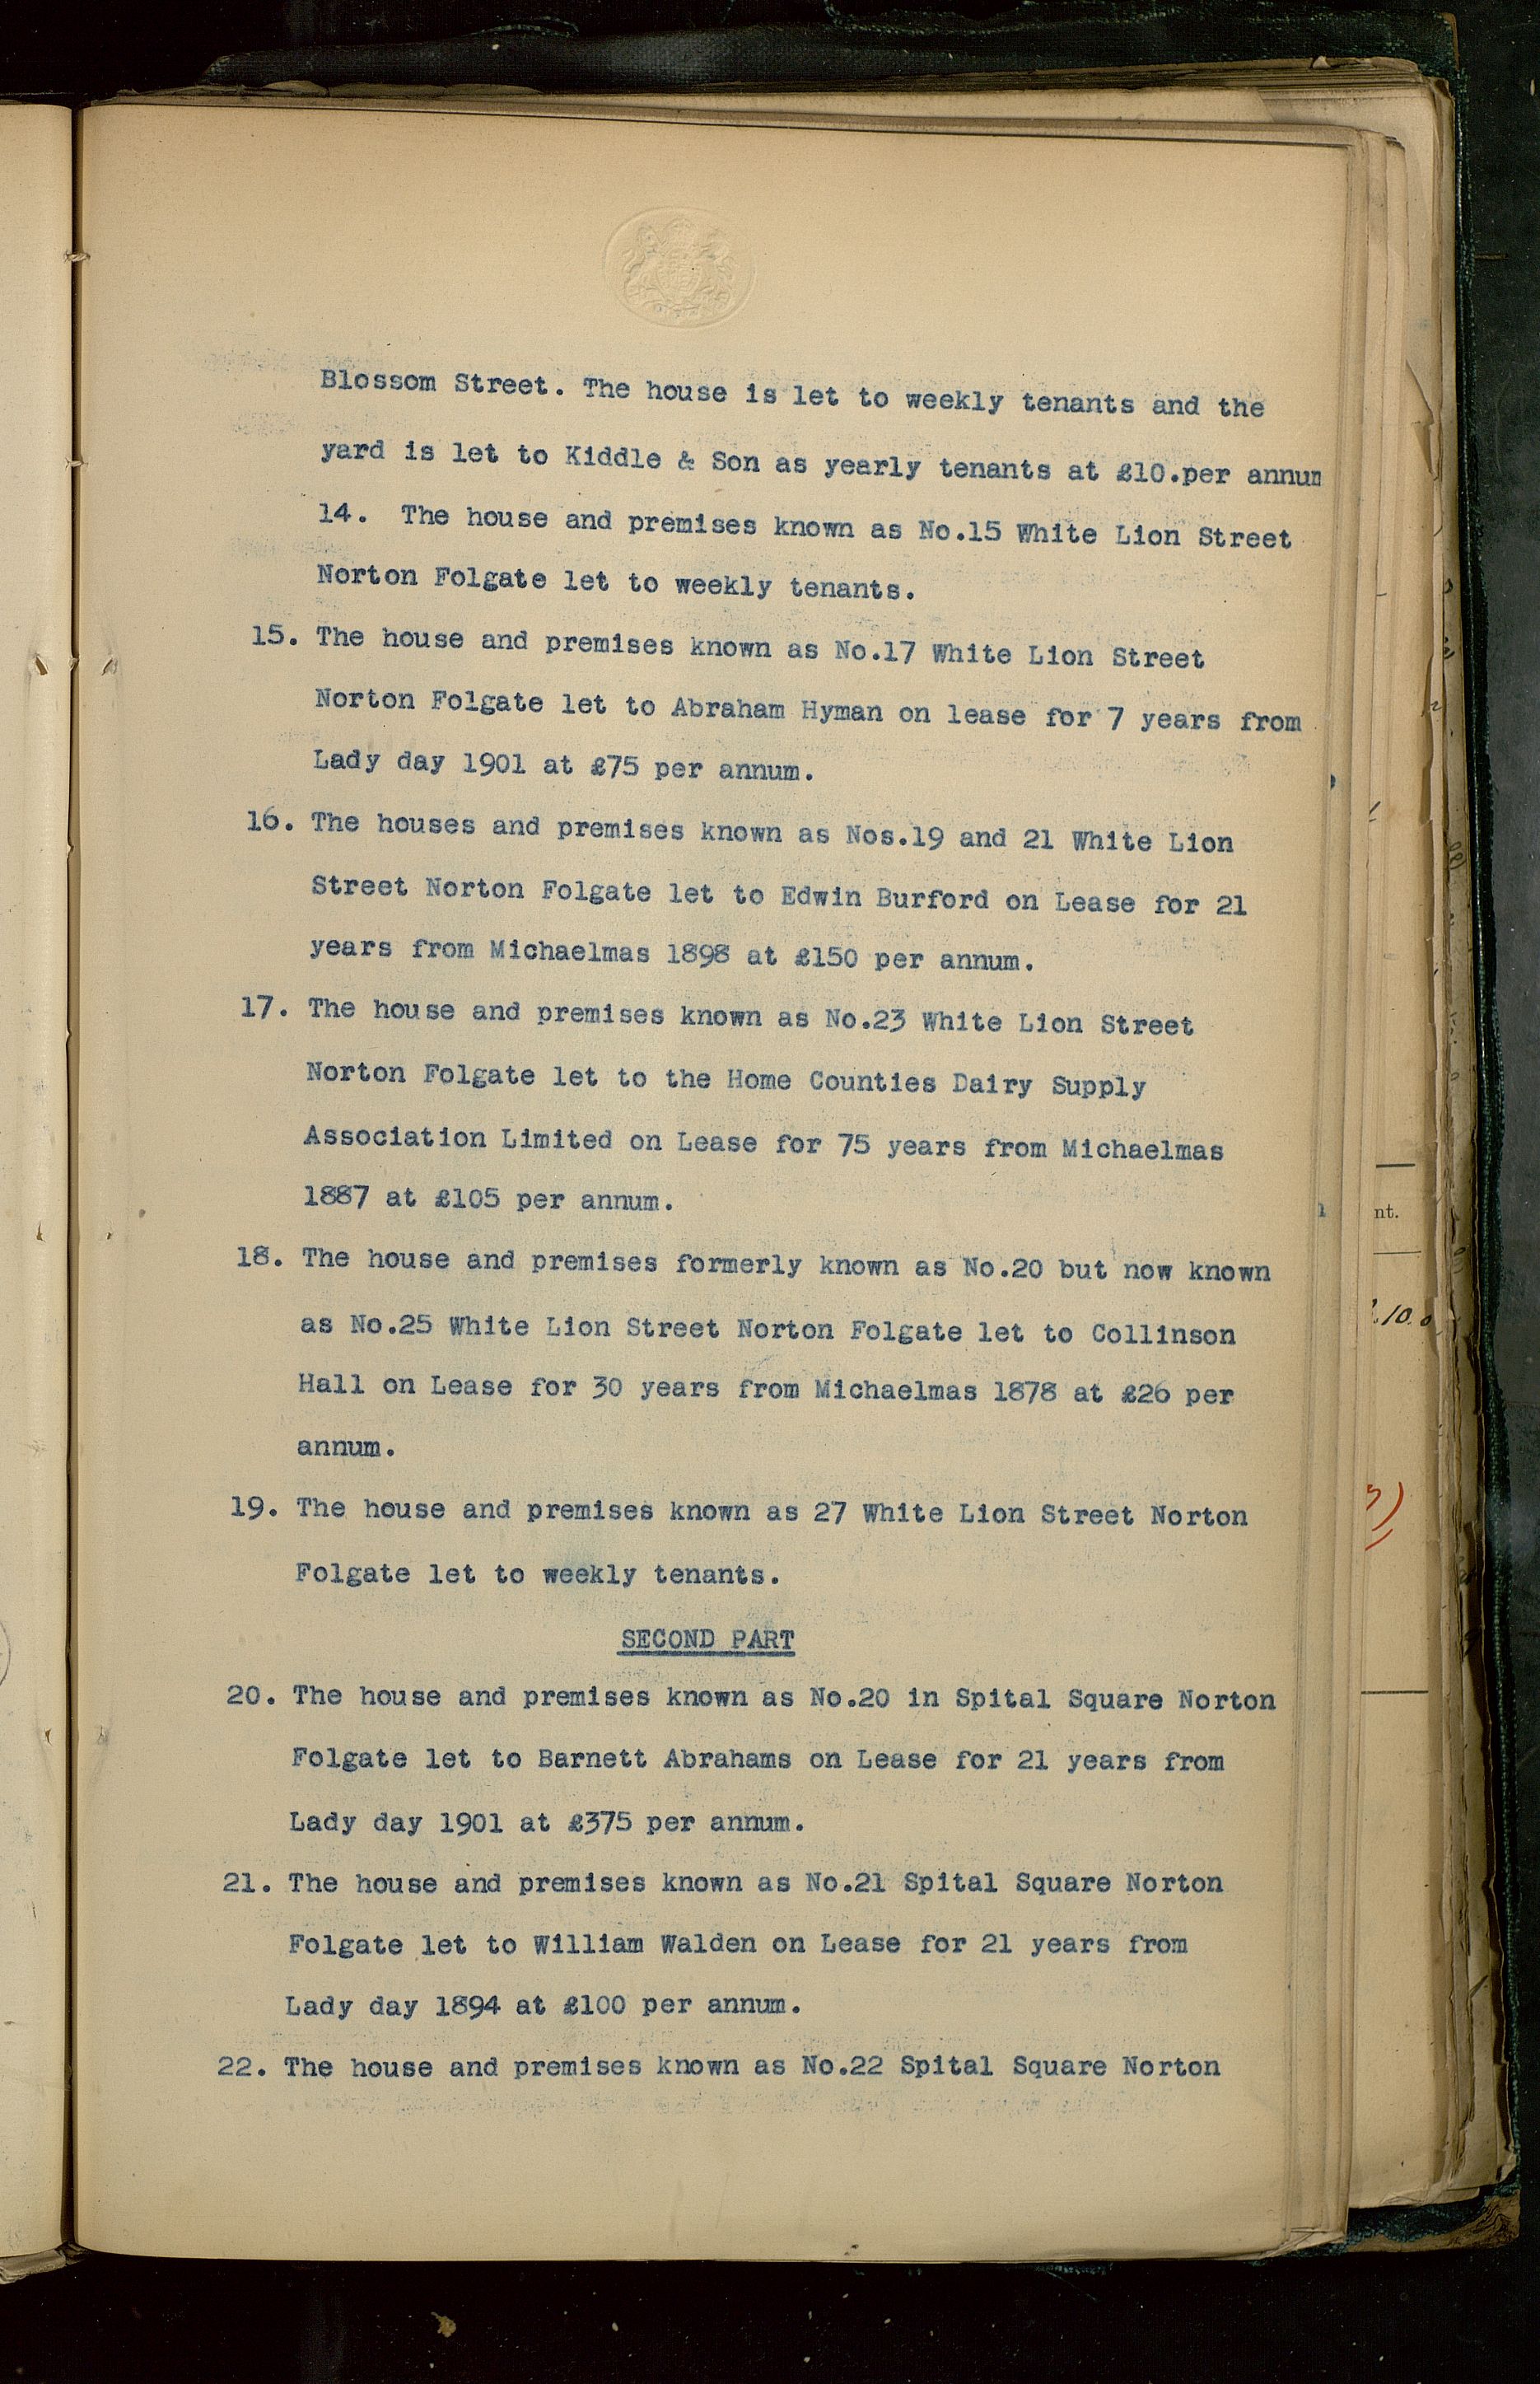 Blossom Street. The house is let to weekly tenants and the
yard is let to Kiddle & Son as yearly tenants at £10.per annum
14. The house and premises known as No.15 White Lion Street
Norton Folgate let to weekly tenants.
15. The house and premises known as No.17 White Lion Street
Norton Folgate let to Abraham Hyman on lease for 7 years from
Lady day 1901 at £75 per annum.
16. The houses and premises known as Nos.19 and 21 White Lion
Street Norton Folgate let to Edwin Burford on Lease for 21
years from Michaelmas 1898 at £150 per annum.
17. The house and premises known as No.23 White Lion Street
Norton Folgate let to the Home Counties Dairy Supply
Association Limited on Lease for 75 years from Michaelmas
1887 at £105 per annum.
18. The house and premises formerly known as No.20 but now known
as No.25 White Lion Street Norton Folgate let to Collinson
Hall on Lease for 30 years from Michaelmas 1878 at £26 per
annum.
19. The house and premises known as 27 White Lion Street Norton
Folgate let to weekly tenants.
SECOND PART
20. The house and premises known as No.20 in Spital Square Norton
Folgate let to Barnett Abrahams on Lease for 21 years from
Lady day 1901 at £375 per annum.
21. The house and premises known as No.21 Spital Square Norton
Folgate let to William Walden on Lease for 21 years from
Lady day 1894 at £100 per annum.
22. The house and premises known as No.22 Spital Square Norton
nt.
10.0